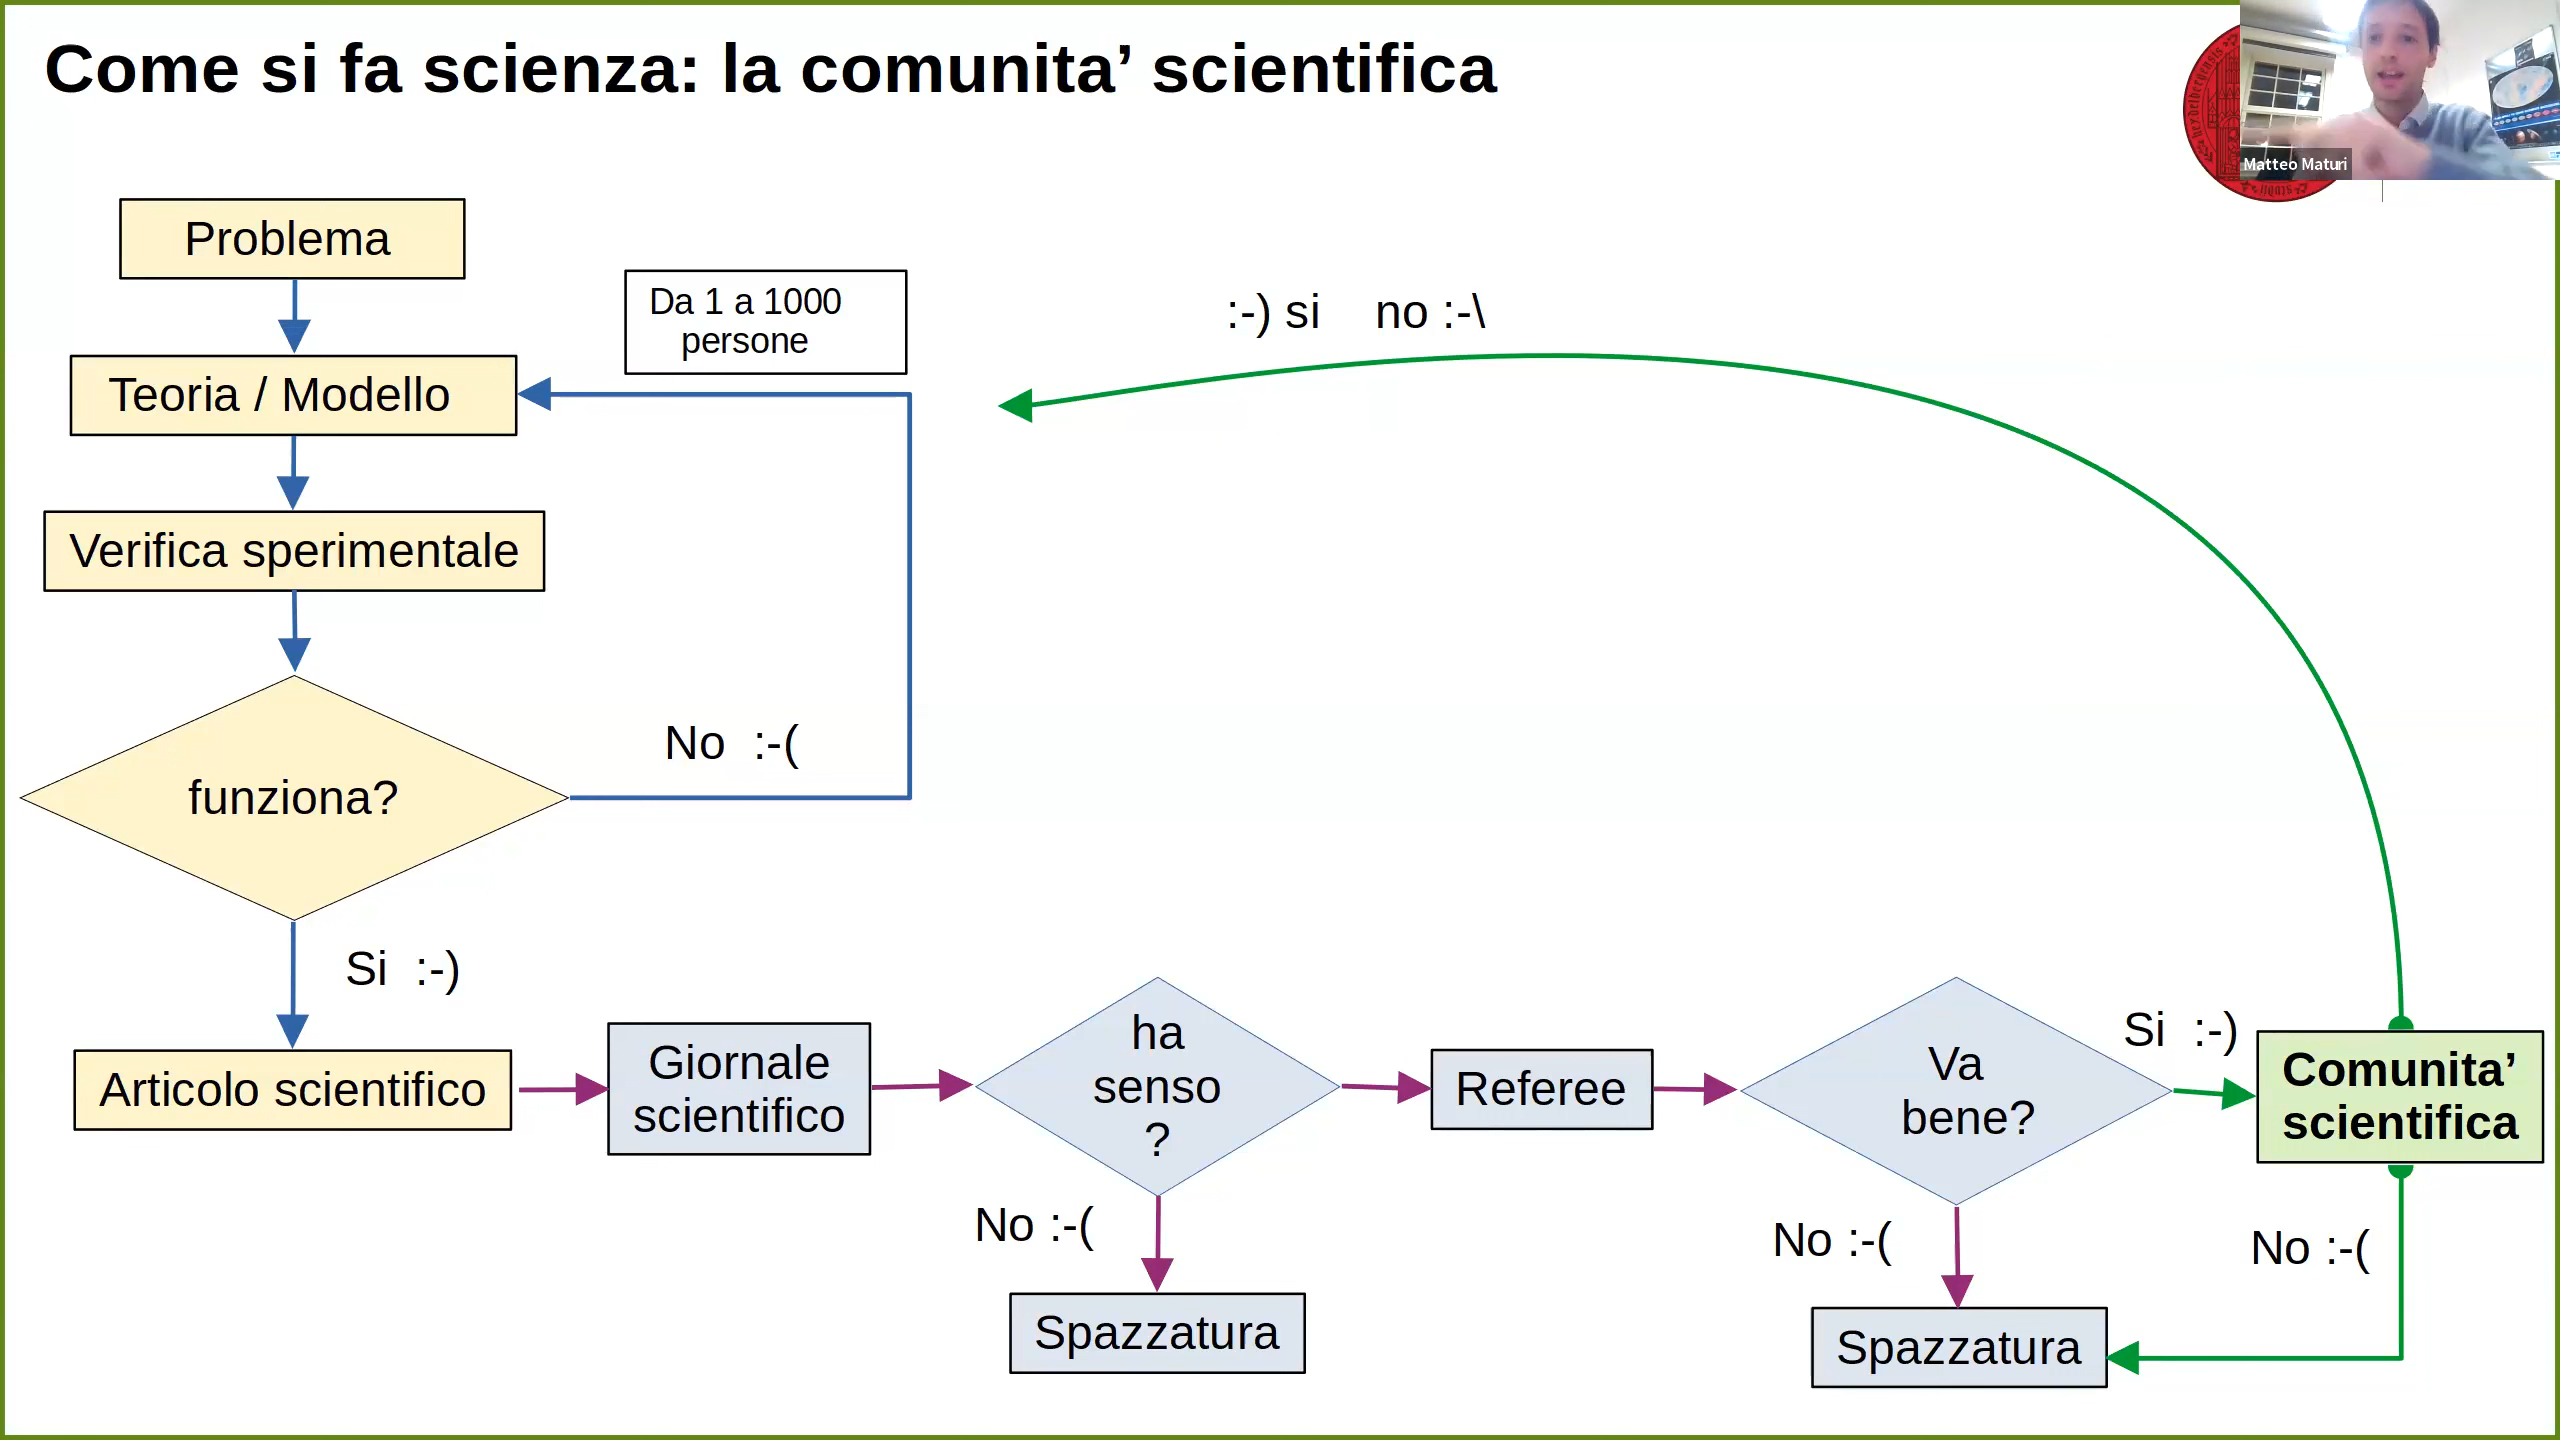 Come si fa scienza: la comunita’ scientifica
Matteo Maturi
Problema
Da 1 a 1000
persone
:-) si no :-\
Teoria / Modello
Verifica sperimentale
No :-(
funziona?
Si :-)
Articolo scientifico
Giornale
scientifico
ha
senso
?
Referee
Va
bene?
Si :-)
Comunita’
scientifica
No :-(
No :-(
No :-(
Spazzatura
Spazzatura